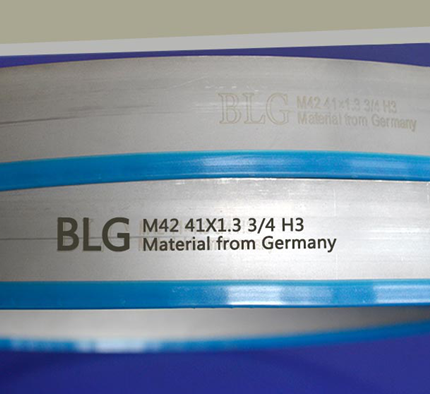 BLG M42 41x1.3 3/4 H3
Material from Germany
BLG M42 41X1.3 3/4 H3
Material from Germany